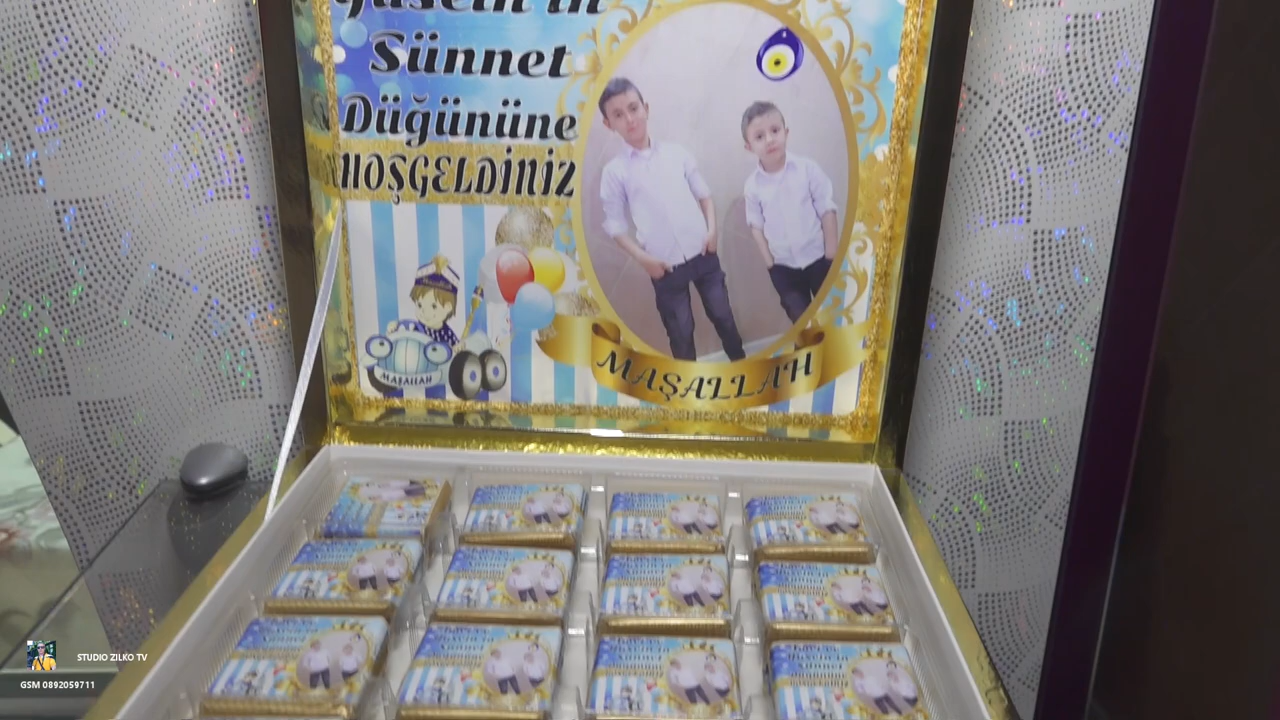 Sünnet
Düğününe
HOŞGELDİNİZ
MAŞALLAH
MAŞALLAH
STUDIO ZILKO TV
GSM 0892059711